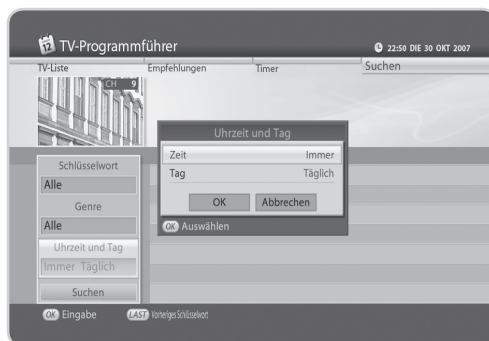 12 TV-Programmführer 22:50 DIE 30 OKT 2007
TV-Liste Empfehlungen Timer Suchen
CH 9
Uhrzeit und Tag
Zeit Immer
Tag Täglich
OK Abbrechen
OK Auswählen
Schlüsselwort
Alle
Genre
Alle
Uhrzeit und Tag
Immer Täglich
Suchen
OK Eingabe LAST Vorheriges Schlüsselwort